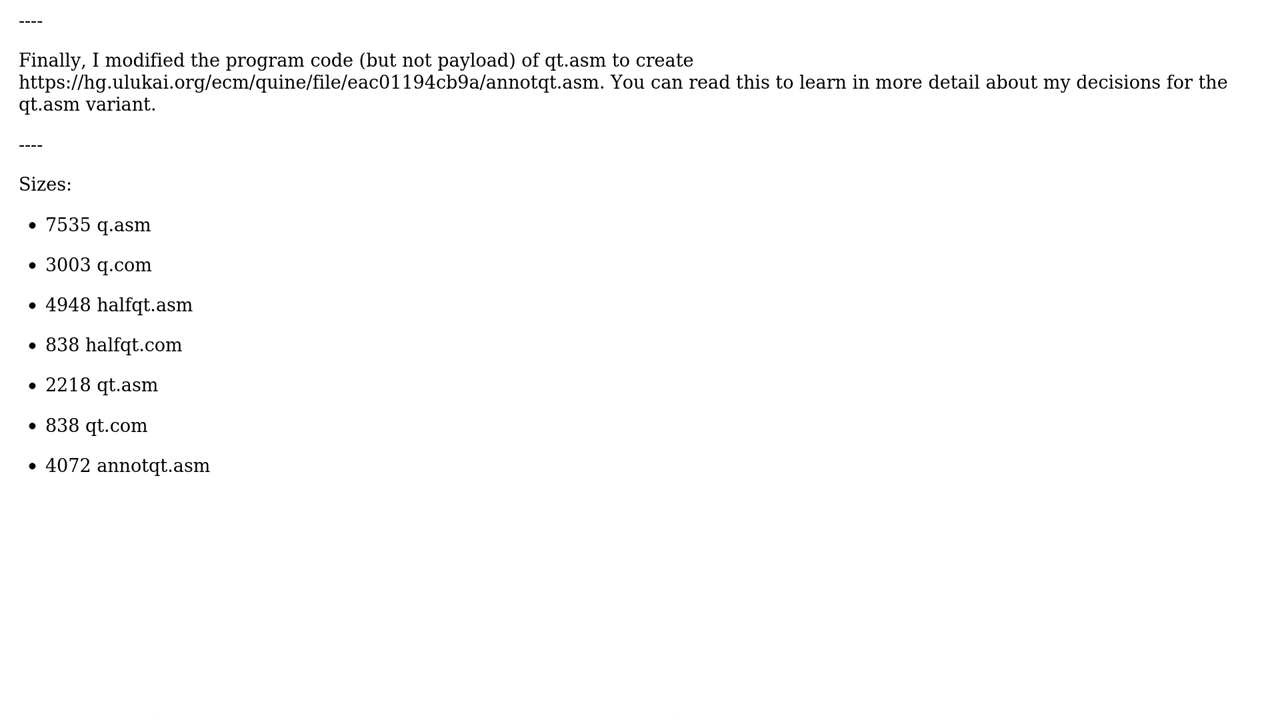 ----
Finally, I modified the program code (but not payload) of qt.asm to create
https://hg.ulukai.org/ecm/quine/file/eac01194cb9a/annotqt.asm. You can read this to learn in more detail about my decisions for the
qt.asm variant.
----
Sizes:
• 7535 q.asm
• 3003 q.com
• 4948 halfqt.asm
• 838 halfqt.com
• 2218 qt.asm
• 838 qt.com
• 4072 annotqt.asm